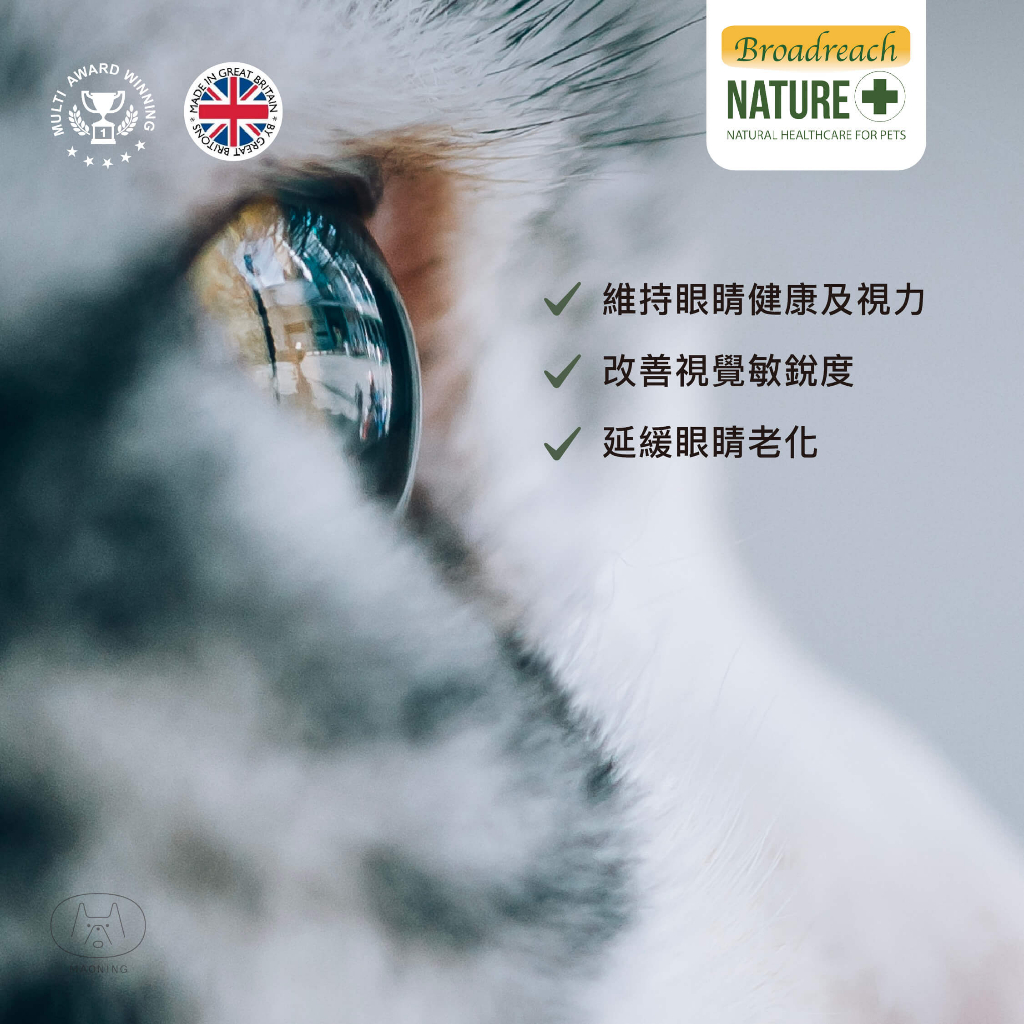 MULTI AWARD WINNING
1
MADE IN GREAT BRITAIN * BY GREAT BRITONS *
Broadreach
NATURE
NATURAL HEALTHCARE FOR PETS
維持眼睛健康及視力
改善視覺敏銳度
延緩眼睛老化